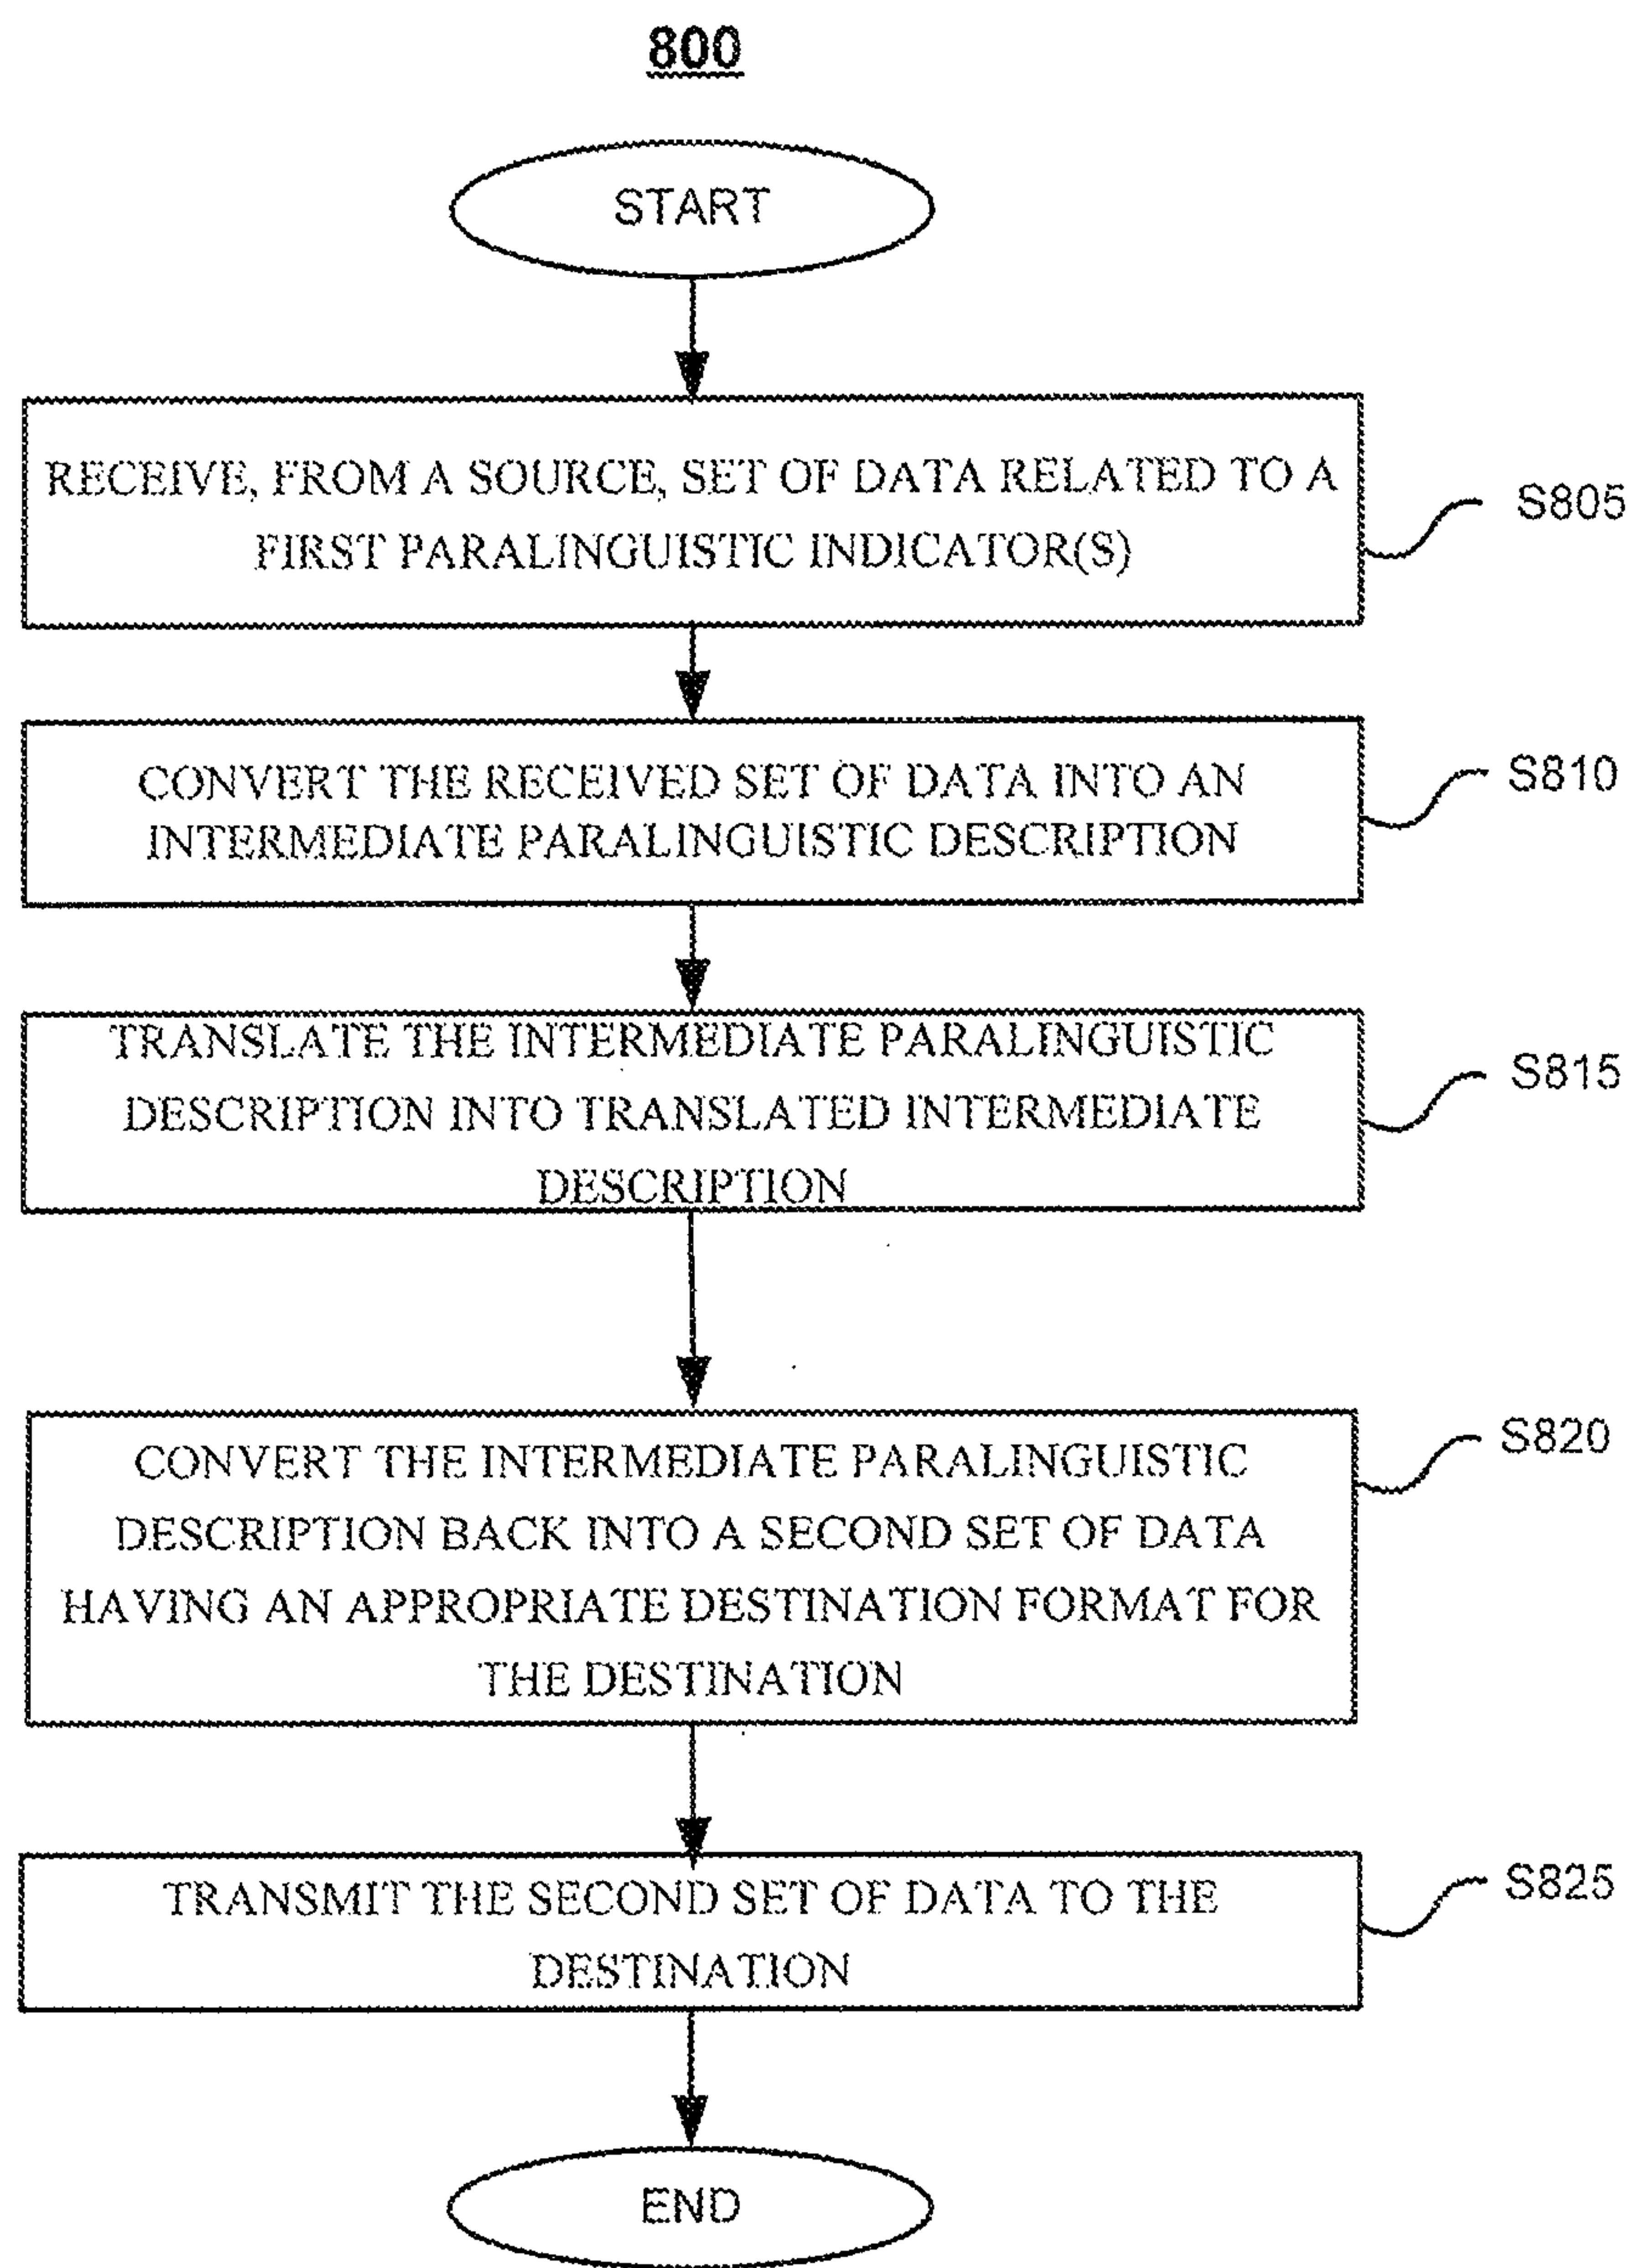 800
START
RECEIVE, FROM A SOURCE, SET OF DATA RELATED TO A
FIRST PARALINGUISTIC INDICATOR(S)
S805
CONVERT THE RECEIVED SET OF DATA INTO AN
INTERMEDIATE PARALINGUISTIC DESCRIPTION
S810
TRANSLATE THE INTERMEDIATE PARALINGUISTIC
DESCRIPTION INTO TRANSLATED INTERMEDIATE
DESCRIPTION
S815
CONVERT THE INTERMEDIATE PARALINGUISTIC
DESCRIPTION BACK INTO A SECOND SET OF DATA
HAVING AN APPROPRIATE DESTINATION FORMAT FOR
THE DESTINATION
S820
TRANSMIT THE SECOND SET OF DATA TO THE
DESTINATION
S825
END